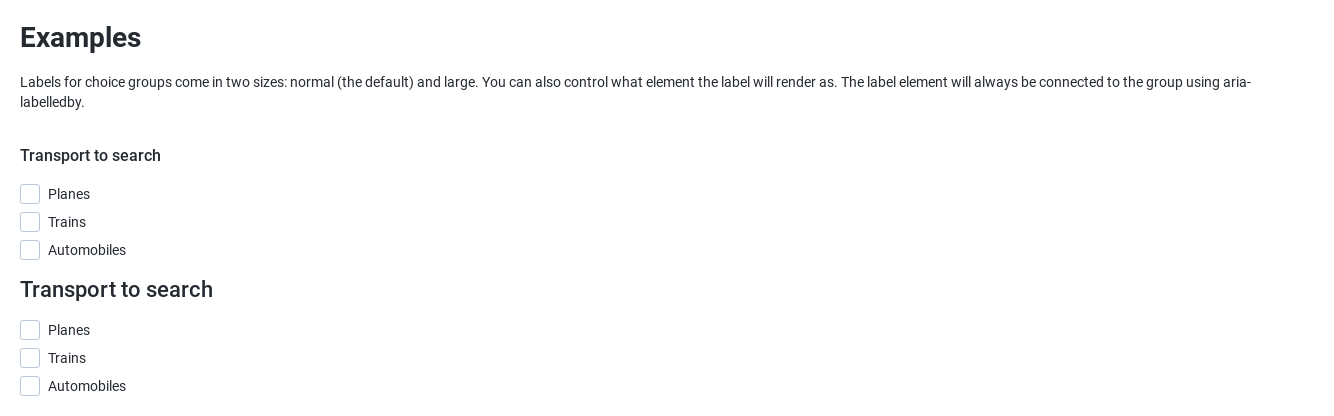 Examples
Labels for choice groups come in two sizes: normal (the default) and large. You can also control what element the label will render as. The label element will always be connected to the group using aria-
labelledby.
Transport to search
Planes
Trains
Automobiles
Transport to search
Planes
Trains
Automobiles